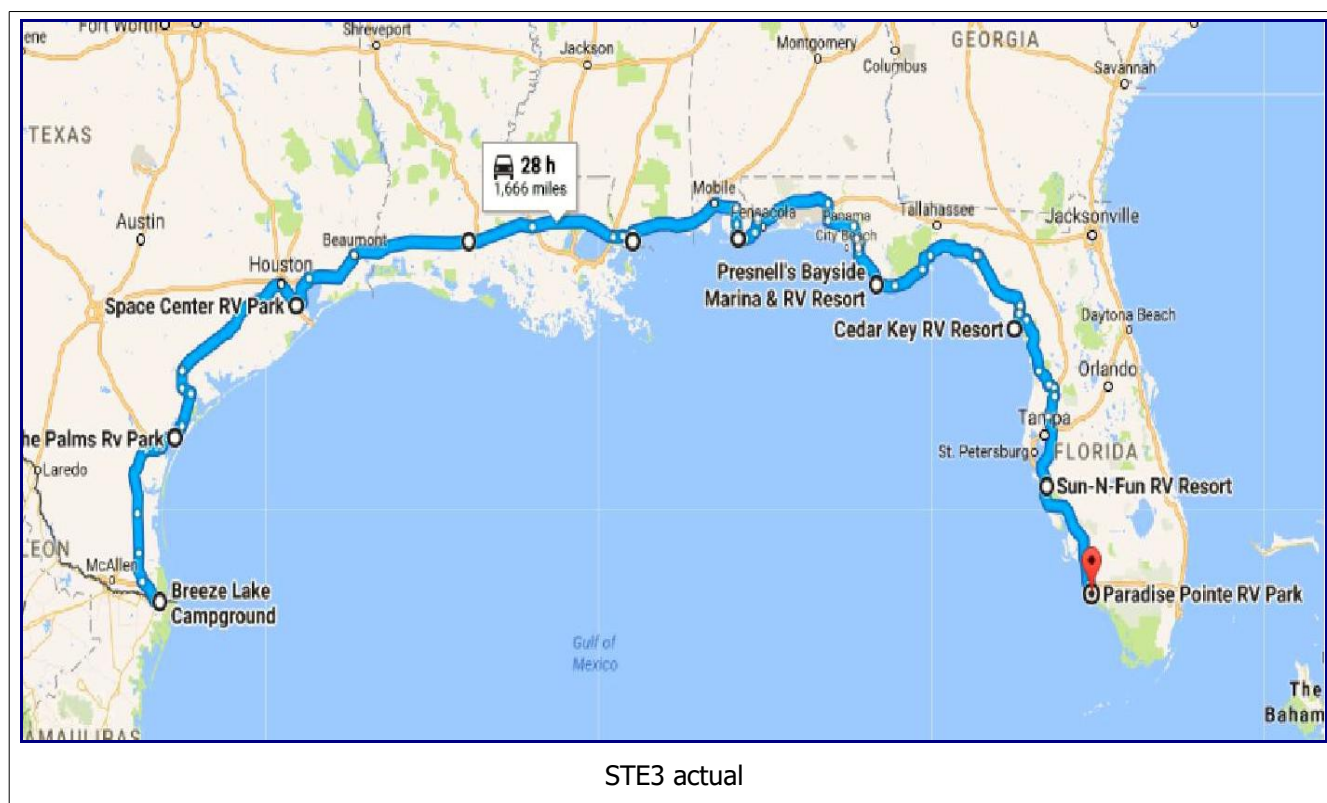 Fort Worth
Shreveport
Jackson
Montgomery
Columbus
GEORGIA
Savannah
TEXAS
28 h
1,666 miles
Austin
Mobile
Pensacola
Panama
City Beach
Tallahassee
Jacksonville
Beaumont
Houston
Space Center RV Park
Presnell's Bayside
Marina & RV Resort
Cedar Key RV Resort
Daytona Beach
Orlando
Tampa
he Palms Rv Park
St. Petersburg
FLORIDA
Laredo
Sun-N-Fun RV Resort
EON
McAllen
Breeze Lake
Campground
Paradise Pointe RV Park
Gulf of
Mexico
The
Baham
AMAULIPAS
STE3 actual